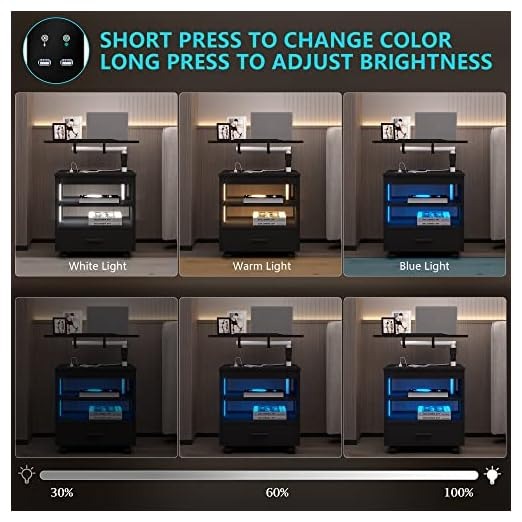 SHORT PRESS TO CHANGE COLOR
LONG PRESS TO ADJUST BRIGHTNESS
White Light
Warm Light
Blue Light
30%
60%
100%